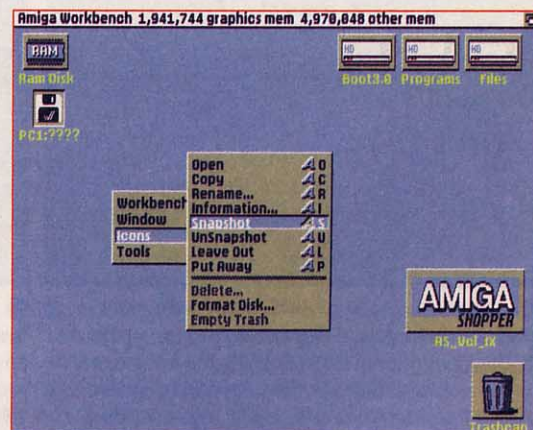 Amiga Workbench 1,941,744 graphics mem 4,970,048 other mem
RAM
HD
HD
HD
Ram Disk
Boot3.0
Programs
Files
PC1:????
Workbench
Window
Icons
Tools
Open A O
Copy A C
Rename... A R
Information... A I
Snapshot A S
UnSnapshot A U
Leave Out A L
Put Away A P
Delete...
Format Disk...
Empty Trash
AMIGA
SHOPPER
AS_Vol_IX
Trashcan